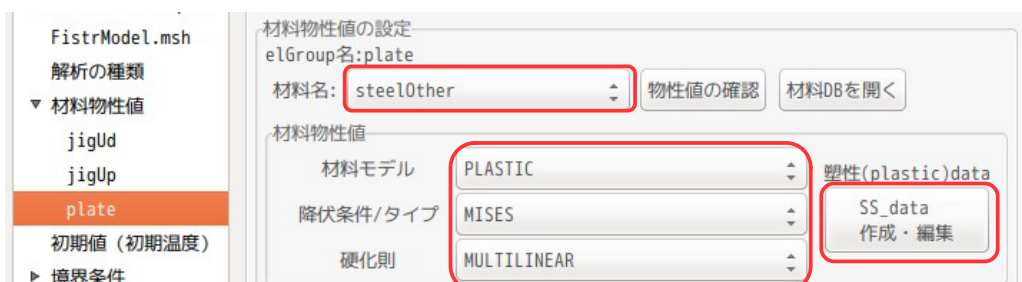 FistrModel.msh
解析の種類
▼ 材料物性値
jigUd
jigUp
plate
初期値（初期温度）
▶ 境界条件
材料物性値の設定
elGroup名:plate
材料名: steelOther 物性値の確認 材料DBを開く
材料物性値
材料モデル PLASTIC 塑性(plastic)data
降伏条件/タイプ MISES SS_data
作成・編集
硬化則 MULTILINEAR